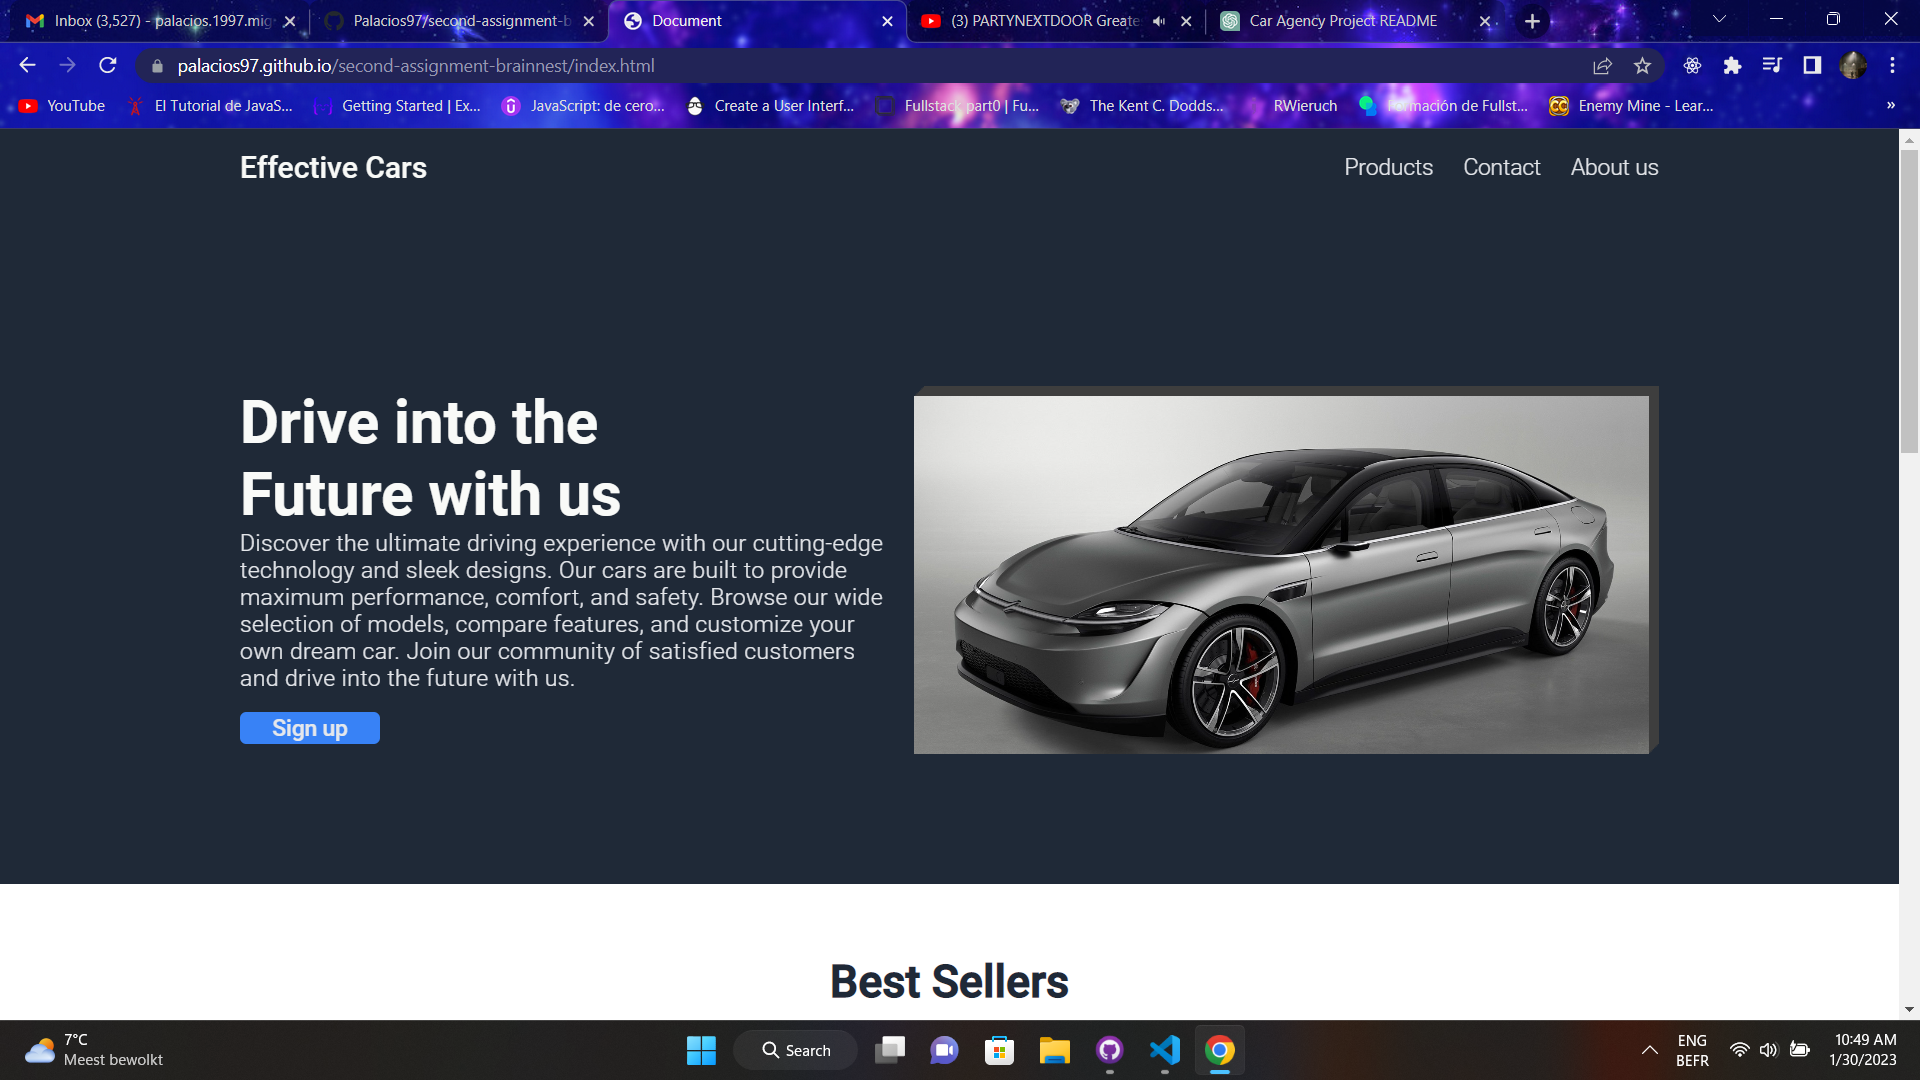 Inbox (3,527) - palacios.1997.mig
Palacios97/second-assignment-b
Document
(3) PARTYNEXTDOOR Greate
Car Agency Project README
palacios97.github.io/second-assignment-brainnest/index.html
YouTube
El Tutorial de JavaS...
Getting Started | Ex...
JavaScript: de cero...
Create a User Interf...
Fullstack part0 | Fu...
The Kent C. Dodds...
RWieruch
Formación de Fullst...
Enemy Mine - Lear...
»
Effective Cars
Products
Contact
About us
Drive into the
Future with us
Discover the ultimate driving experience with our cutting-edge
technology and sleek designs. Our cars are built to provide
maximum performance, comfort, and safety. Browse our wide
selection of models, compare features, and customize your
own dream car. Join our community of satisfied customers
and drive into the future with us.
Sign up
Best Sellers
7°C
Meest bewolkt
Search
ENG
BEFR
10:49 AM
1/30/2023